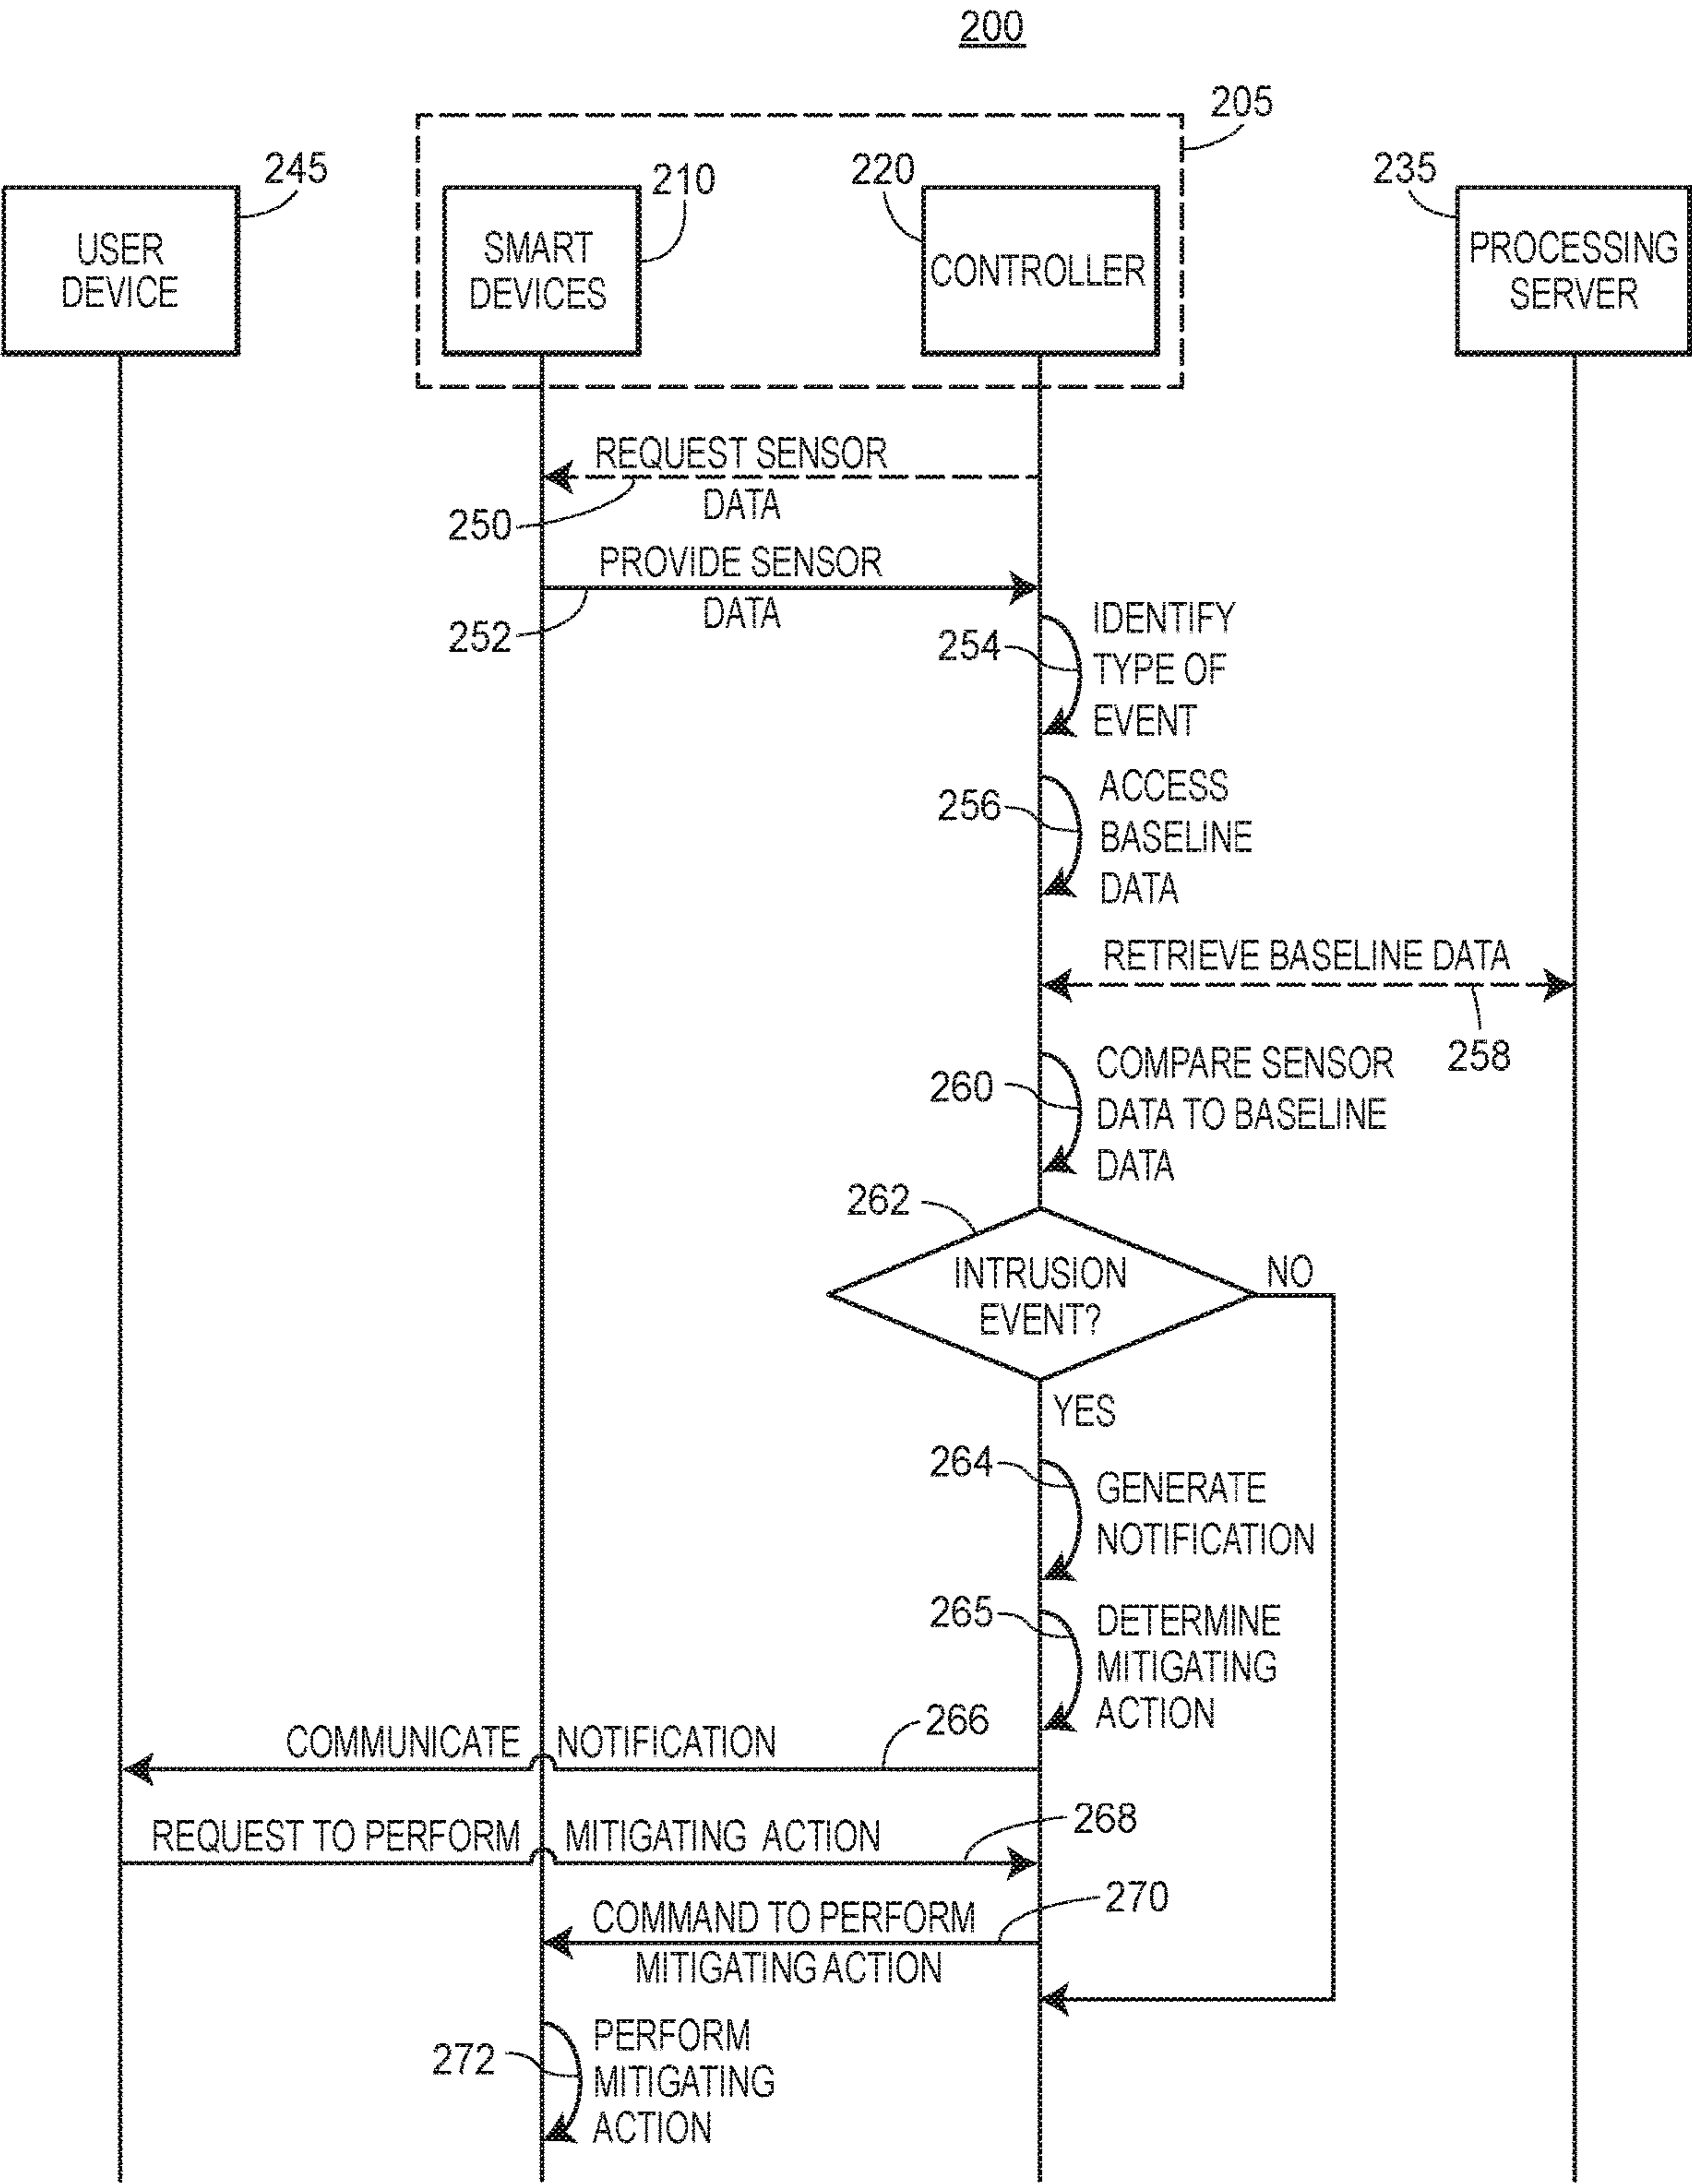 200
205
245
210
220
235
USER
DEVICE
SMART
DEVICES
CONTROLLER
PROCESSING
SERVER
REQUEST SENSOR
DATA
250
PROVIDE SENSOR
DATA
252
IDENTIFY
TYPE OF
EVENT
254
ACCESS
BASELINE
DATA
256
RETRIEVE BASELINE DATA
258
COMPARE SENSOR
DATA TO BASELINE
DATA
260
262
INTRUSION
EVENT?
NO
YES
264
GENERATE
NOTIFICATION
265
DETERMINE
MITIGATING
ACTION
COMMUNICATE NOTIFICATION
266
REQUEST TO PERFORM MITIGATING ACTION
268
COMMAND TO PERFORM
MITIGATING ACTION
270
PERFORM
MITIGATING
ACTION
272